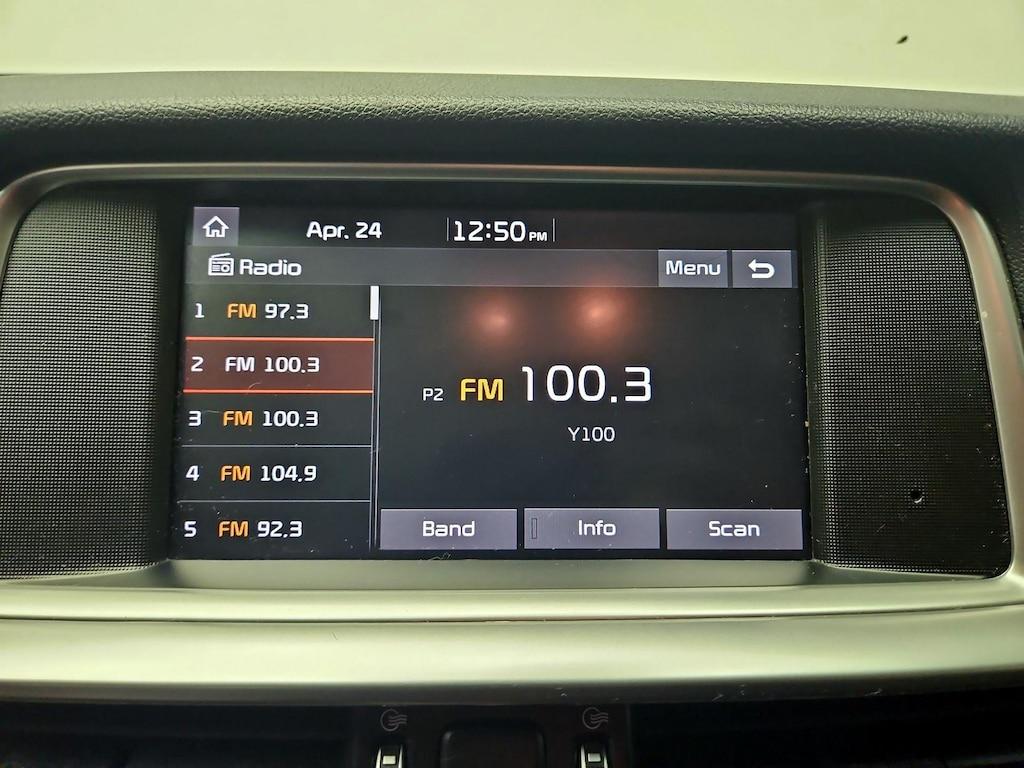 Apr. 24 12:50 PM
Radio Menu
1 FM 97.3
2 FM 100.3
3 FM 100.3
4 FM 104.9
5 FM 92.3
P2 FM 100.3
Y100
Band Info Scan